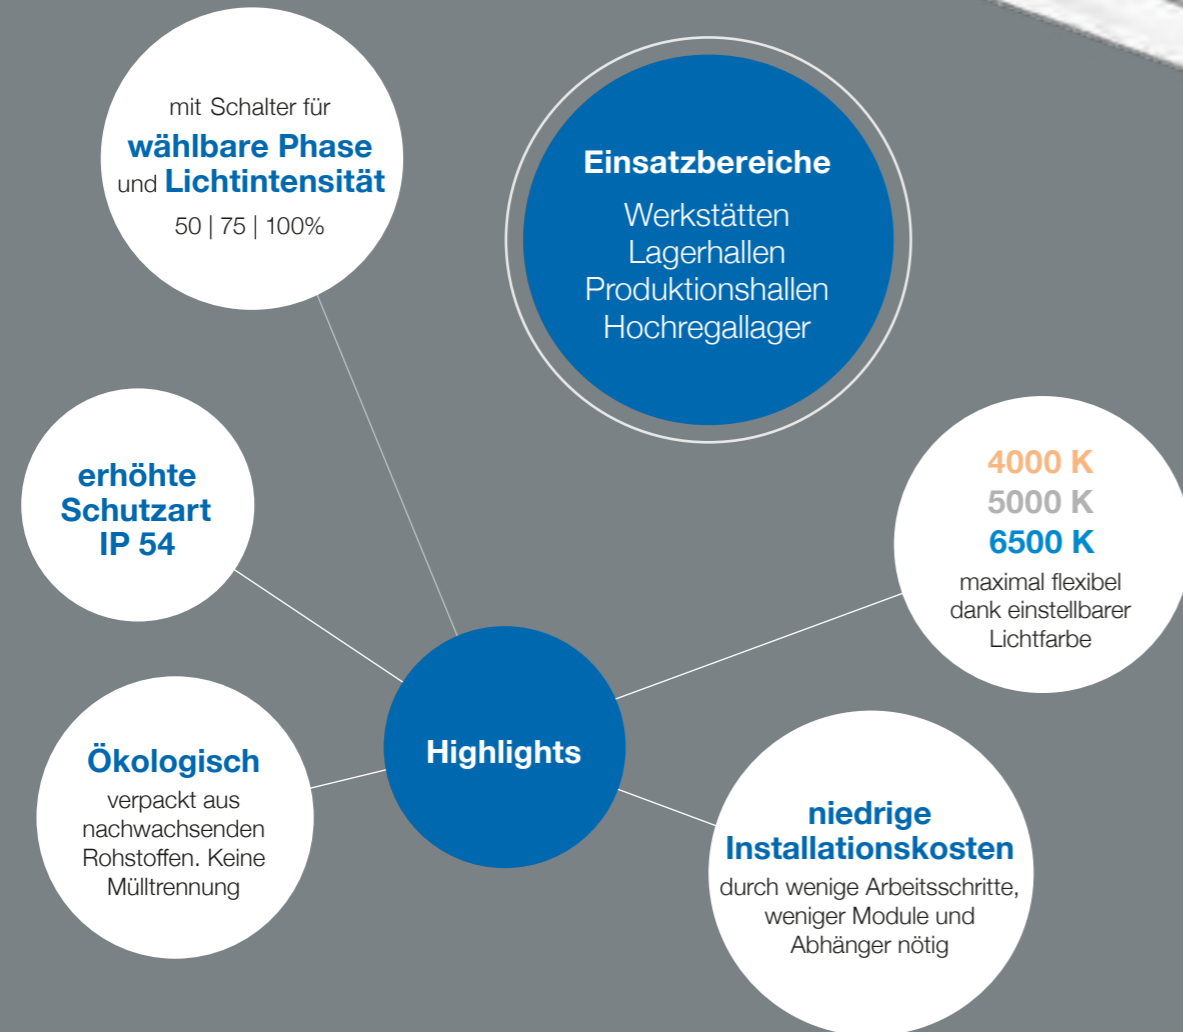 mit Schalter für
wählbare Phase
und Lichtintensität
50 | 75 | 100%
Einsatzbereiche
Werkstätten
Lagerhallen
Produktionshallen
Hochregallager
erhöhte
Schutzart
IP 54
4000 K
5000 K
6500 K
maximal flexibel
dank einstellbarer
Lichtfarbe
Highlights
Ökologisch
verpackt aus
nachwachsenden
Rohstoffen. Keine
Mülltrennung
niedrige
Installationskosten
durch wenige Arbeitsschritte,
weniger Module und
Abhänger nötig